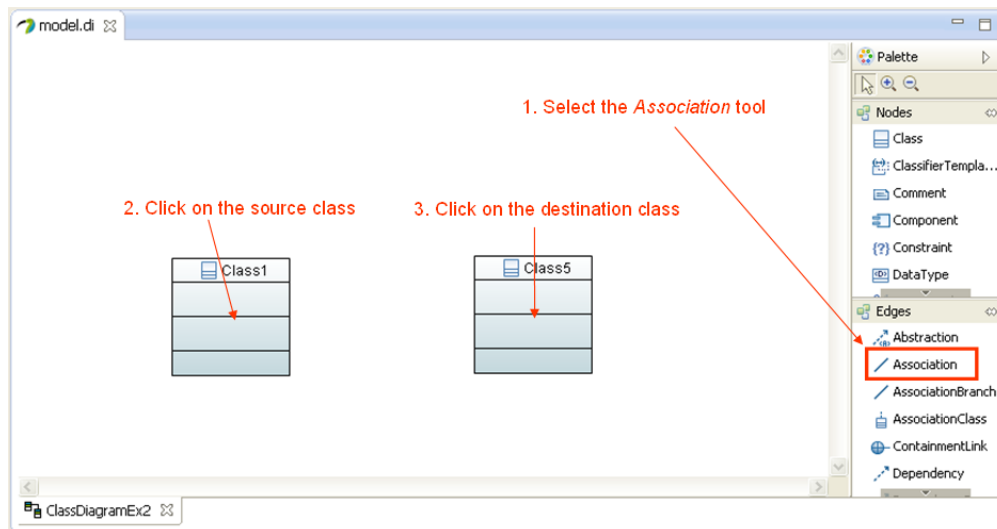 model.di
Palette
1. Select the Association tool
Nodes
Class
ClassifierTempla...
2. Click on the source class
3. Click on the destination class
Comment
Component
Class1
Class5
{?} Constraint
<D> DataType
Edges
Abstraction
Association
AssociationBranch
AssociationClass
ContainmentLink
Dependency
ClassDiagramEx2